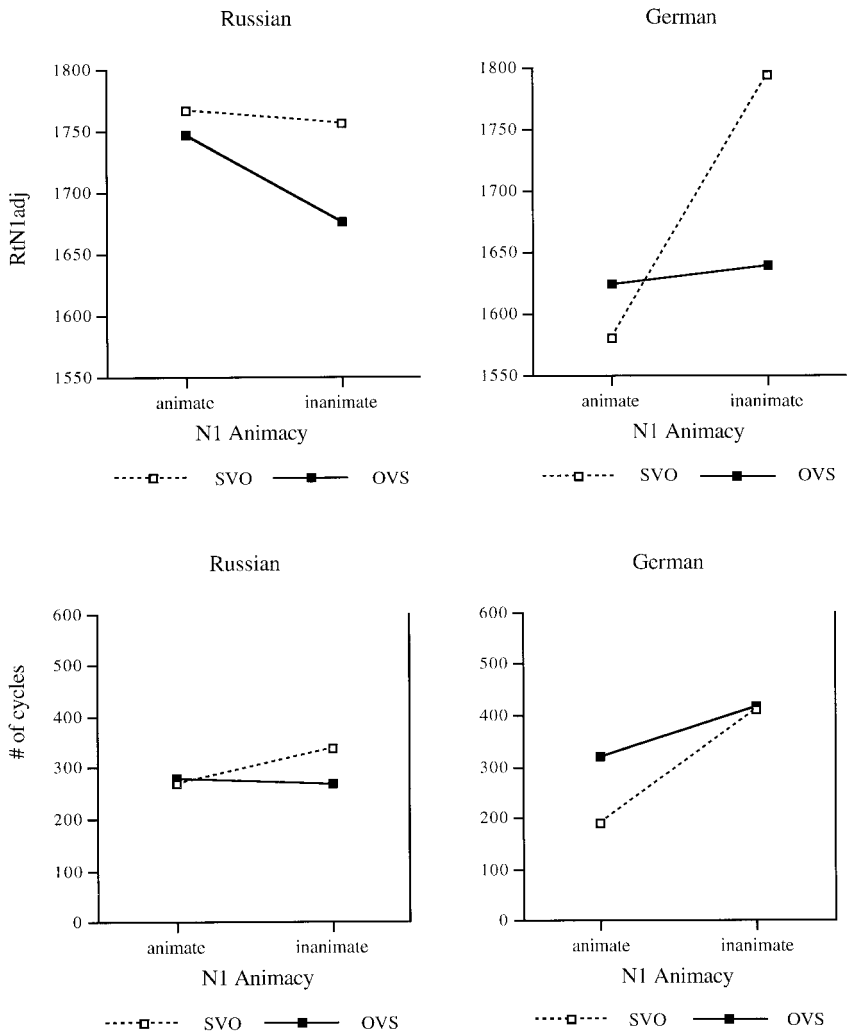 Russian
RtN1adj
1800
1750
1700
1650
1600
1550
animate inanimate
N1 Animacy
SVO OVS
German
1800
1750
1700
1650
1600
1550
animate inanimate
N1 Animacy
SVO OVS
Russian
# of cycles
600
500
400
300
200
100
0
animate inanimate
N1 Animacy
SVO OVS
German
600
500
400
300
200
100
0
animate inanimate
N1 Animacy
SVO OVS